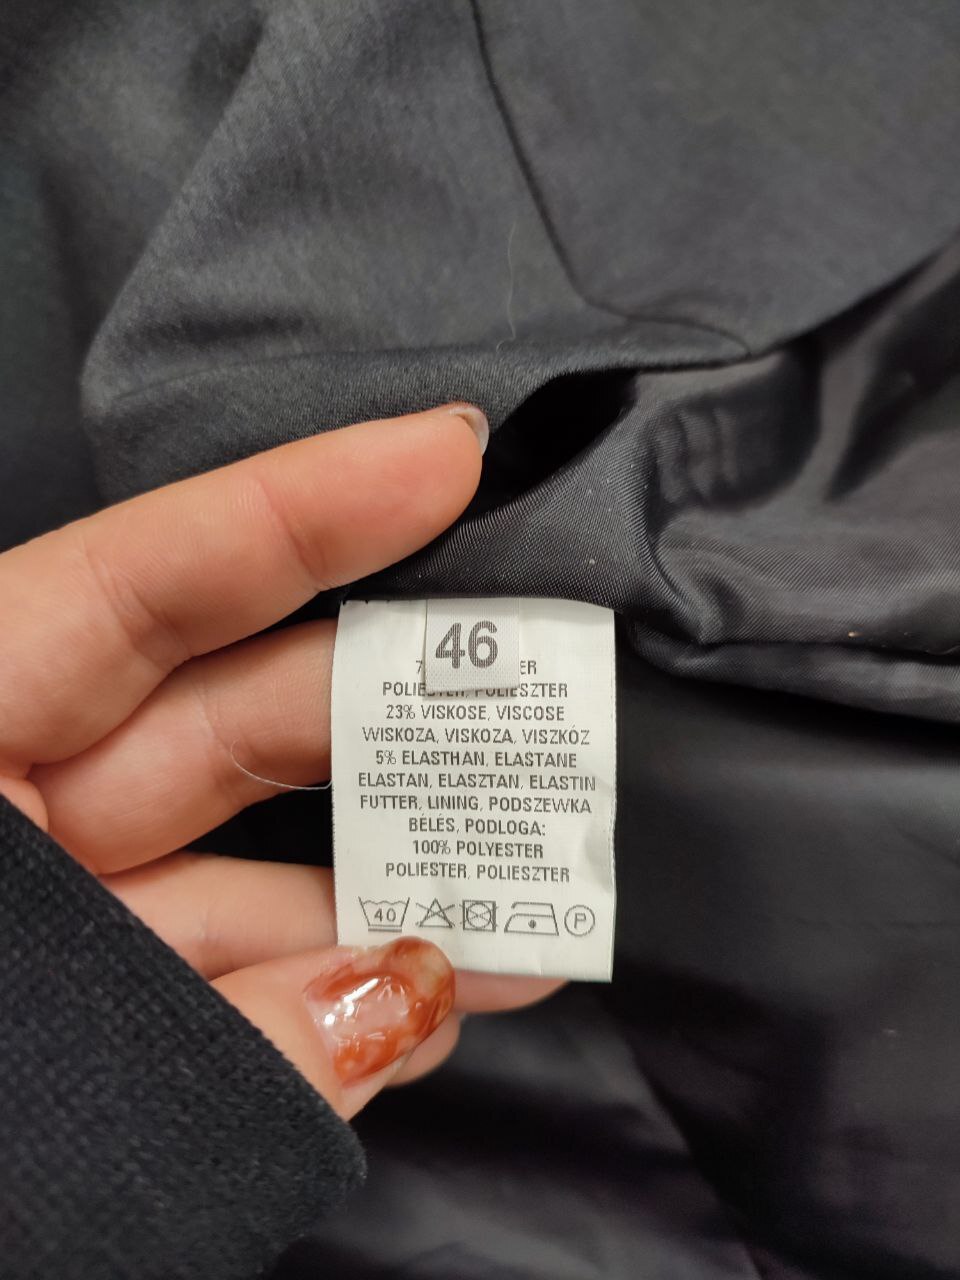 46
POLIESTER, POLIESZTER
23% VISKOSE, VISCOSE
WISKOZA, VISKOZA, VISZKÓZ
5% ELASTHAN, ELASTANE
ELASTAN, ELASZTAN, ELASTIN
FUTTER, LINING, PODSZEWKA
BÉLÉS, PODLOGA:
100% POLYESTER
POLIESTER, POLIESZTER
40 P